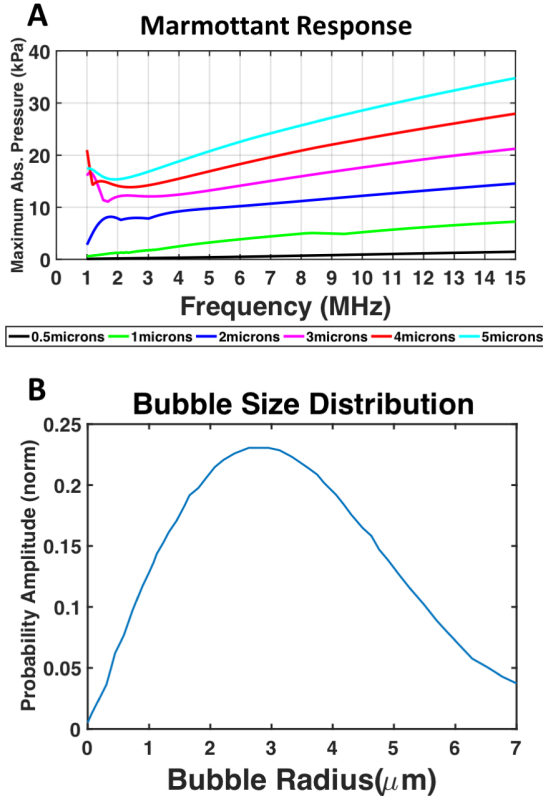 A
Marmottant Response
Maximum Abs. Pressure (kPa)
40
30
20
10
0
0 1 2 3 4 5 6 7 8 9 10 11 12 13 14 15
Frequency (MHz)
0.5microns 1microns 2microns 3microns 4microns 5microns
B
Bubble Size Distribution
Probability Amplitude (norm)
0.25
0.2
0.15
0.1
0.05
0
0 1 2 3 4 5 6 7
Bubble Radius(μm)